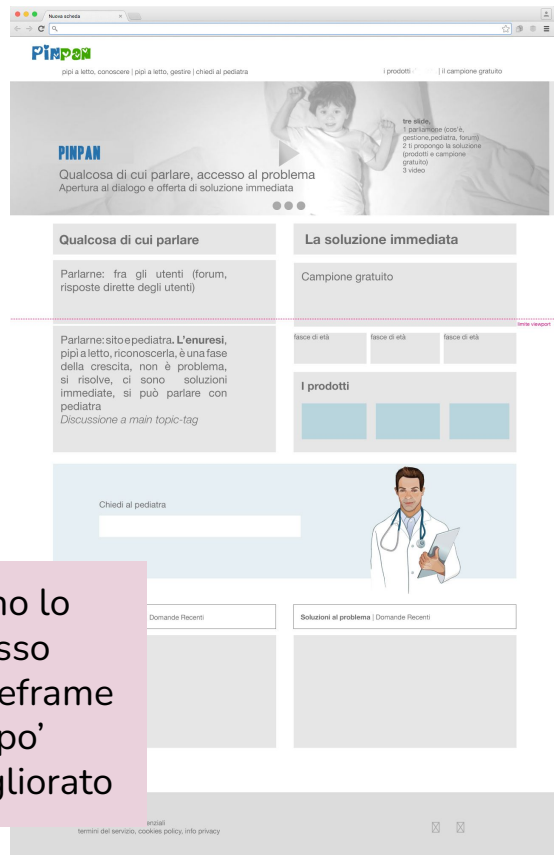 Nuova scheda
PiNPaN
pipì a letto, conoscere | pipì a letto, gestire | chiedi al pediatra
i prodotti | il campione gratuito
tre slide,
1 parliamone (cos'è,
gestione,pediatra, forum)
2 ti propongo la soluzione
(prodotti e campione
gratuito)
3 video
PINPAN
Qualcosa di cui parlare, accesso al problema
Apertura al dialogo e offerta di soluzione immediata
Qualcosa di cui parlare
La soluzione immediata
Parlarne: fra gli utenti (forum,
risposte dirette degli utenti)
Campione gratuito
limite viewport
Parlarne: sito e pediatra. L'enuresi,
pipì a letto, riconoscerla, è una fase
della crescita, non è problema,
si risolve, ci sono soluzioni
immediate, si può parlare con
pediatra
Discussione a main topic-tag
fasce di età
fasce di età
fasce di età
I prodotti
Chiedi al pediatra
no lo
sso
eframe
po'
gliorato
Domande Recenti
Soluzioni al problema | Domande Recenti
enziali
termini del servizio, cookies policy, info privacy